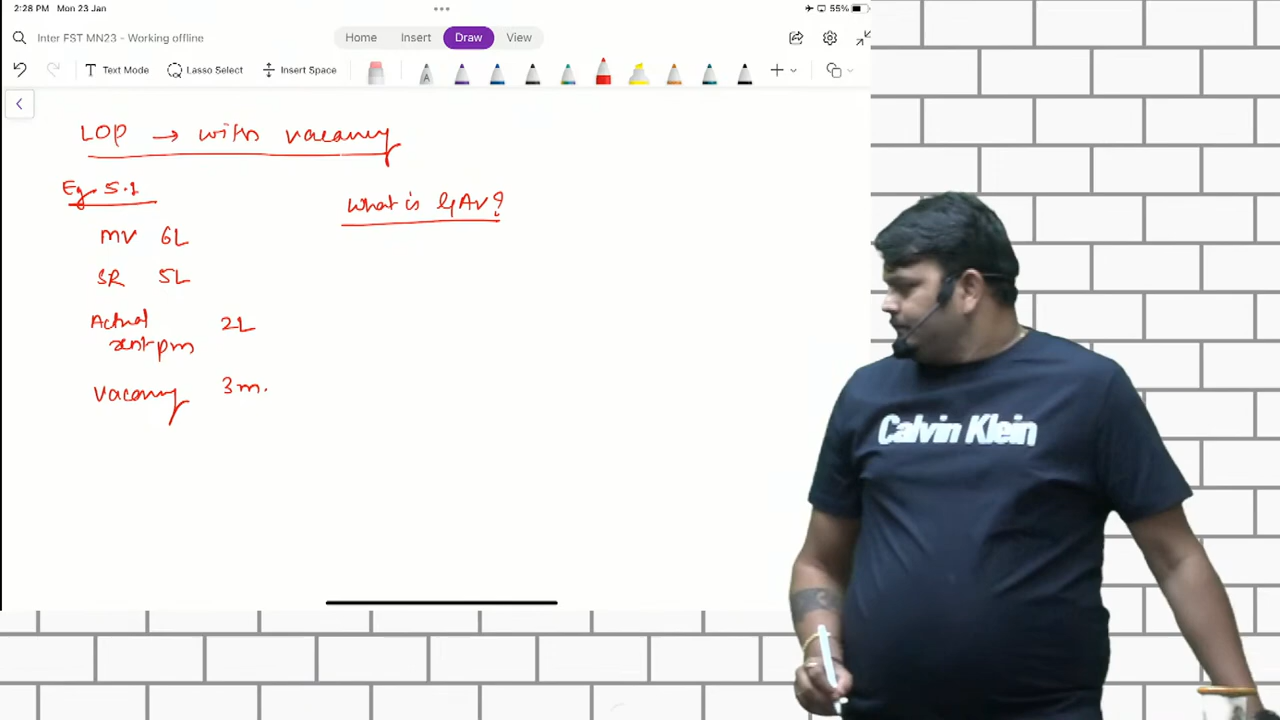 2:28 PM Mon 23 Jan
55%
Inter FST MN23 - Working offline
Home Insert Draw View
Text Mode Lasso Select Insert Space
LOP → with vacancy
Eg. 5.1
What is GAV?
MV 6L
SR 5L
Actual rent pm 2L
Vacancy 3m.
Calvin Klein